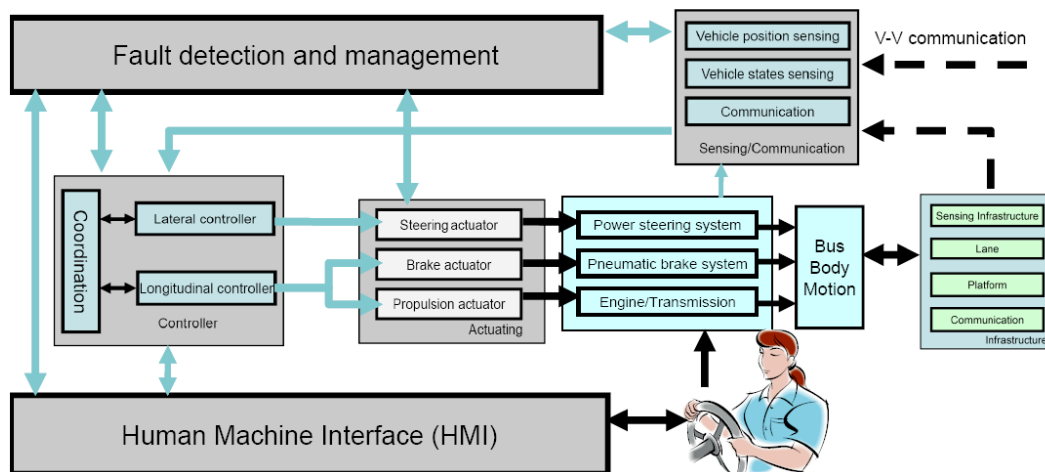 Fault detection and management
Vehicle position sensing
Vehicle states sensing
Communication
Sensing/Communication
V-V communication
Coordination
Lateral controller
Longitudinal controller
Controller
Steering actuator
Brake actuator
Propulsion actuator
Actuating
Power steering system
Pneumatic brake system
Engine/Transmission
Bus
Body
Motion
Sensing Infrastructure
Lane
Platform
Communication
Infrastructure
Human Machine Interface (HMI)